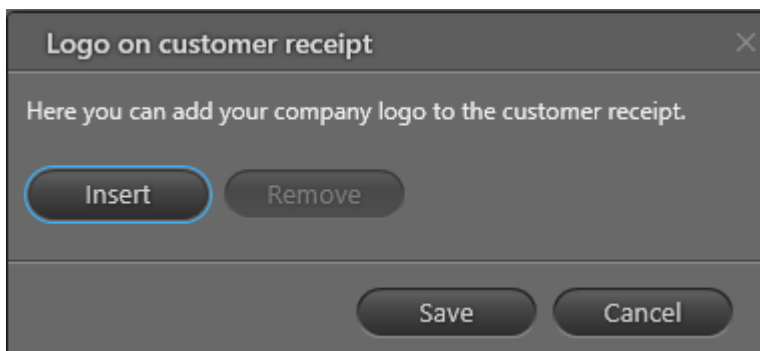 Logo on customer receipt
Here you can add your company logo to the customer receipt.
Insert Remove
Save Cancel